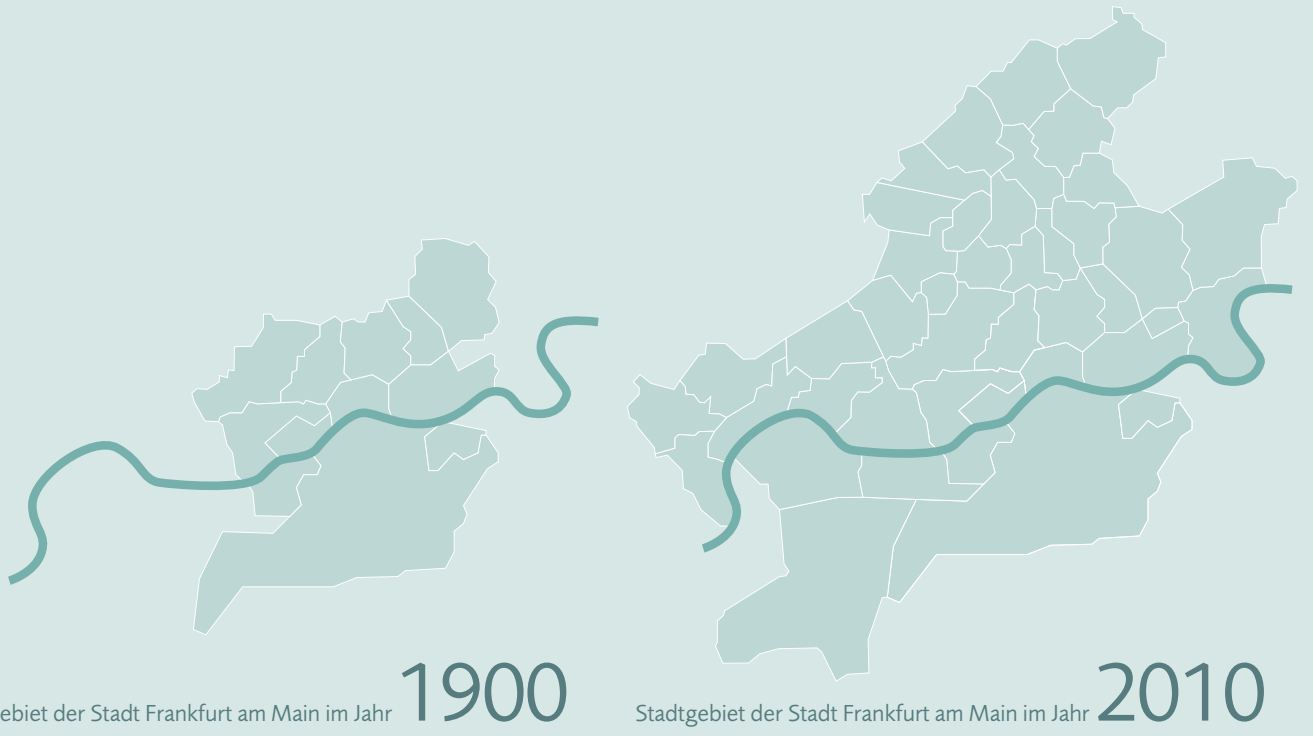 ebiet der Stadt Frankfurt am Main im Jahr 1900
Stadtgebiet der Stadt Frankfurt am Main im Jahr 2010